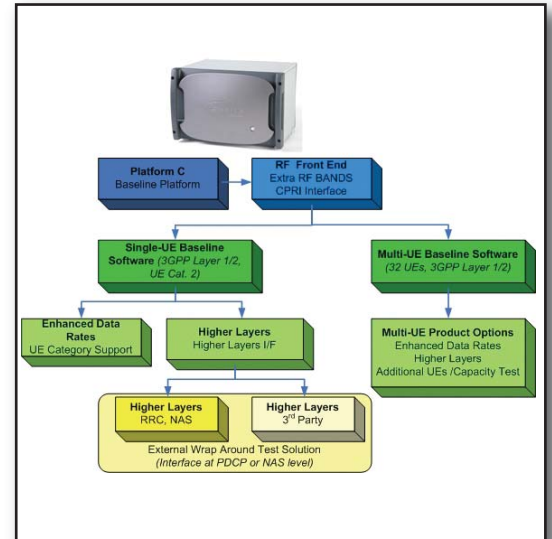 Platform C
Baseline Platform
RF Front End
Extra RF BANDS
CPRI Interface
Single-UE Baseline
Software (3GPP Layer 1/2,
UE Cat. 2)
Multi-UE Baseline Software
(32 UEs, 3GPP Layer 1/2)
Enhanced Data
Rates
UE Category Support
Higher Layers
Higher Layers I/F
Multi-UE Product Options
Enhanced Data Rates
Higher Layers
Additional UEs /Capacity Test
Higher Layers
RRC, NAS
Higher Layers
3rd Party
External Wrap Around Test Solution
(Interface at PDCP or NAS level)